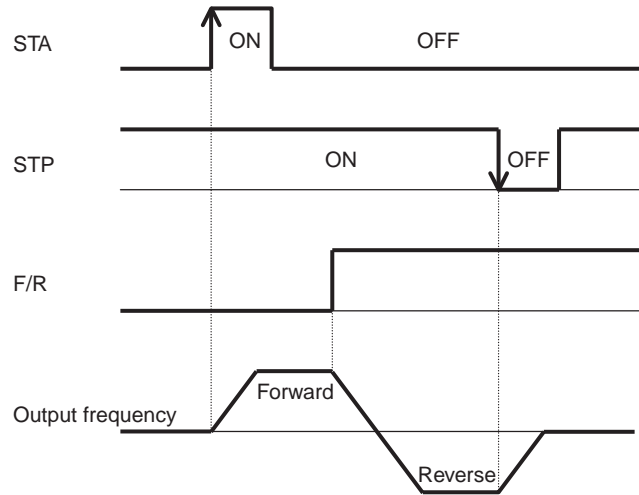 STA
ON
OFF
STP
ON
OFF
F/R
Output frequency
Forward
Reverse